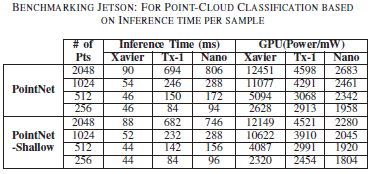 BENCHMARKING JETSON: FOR POINT-CLOUD CLASSIFICATION BASED
ON INFERENCE TIME PER SAMPLE
# of Pts Inference Time (ms) GPU(Power/mW)
Xavier Tx-1 Nano Xavier Tx-1 Nano
PointNet
2048 90 694 806 12451 4598 2683
1024 54 246 288 11077 4291 2461
512 46 150 172 5094 3068 2342
256 46 84 94 2628 2913 1958
PointNet -Shallow
2048 88 682 746 12149 4521 2280
1024 52 232 288 10622 3910 2045
512 44 142 156 4087 2991 1920
256 44 84 96 2320 2454 1804